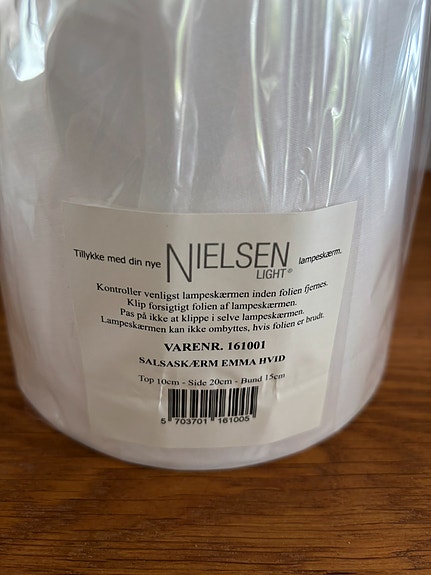 Tillykke med din nye NIELSEN LIGHT® lampeskærm.
Kontroller venligst lampeskærmen inden folien fjernes.
Klip forsigtigt folien af lampeskærmen.
Pas på ikke at klippe i selve lampeskærmen.
Lampeskærmen kan ikke ombyttes, hvis folien er brudt.
VARENR. 161001
SALSASKÆRM EMMA HVID
Top 10cm - Side 20cm - Bund 15cm
5 703701 161005